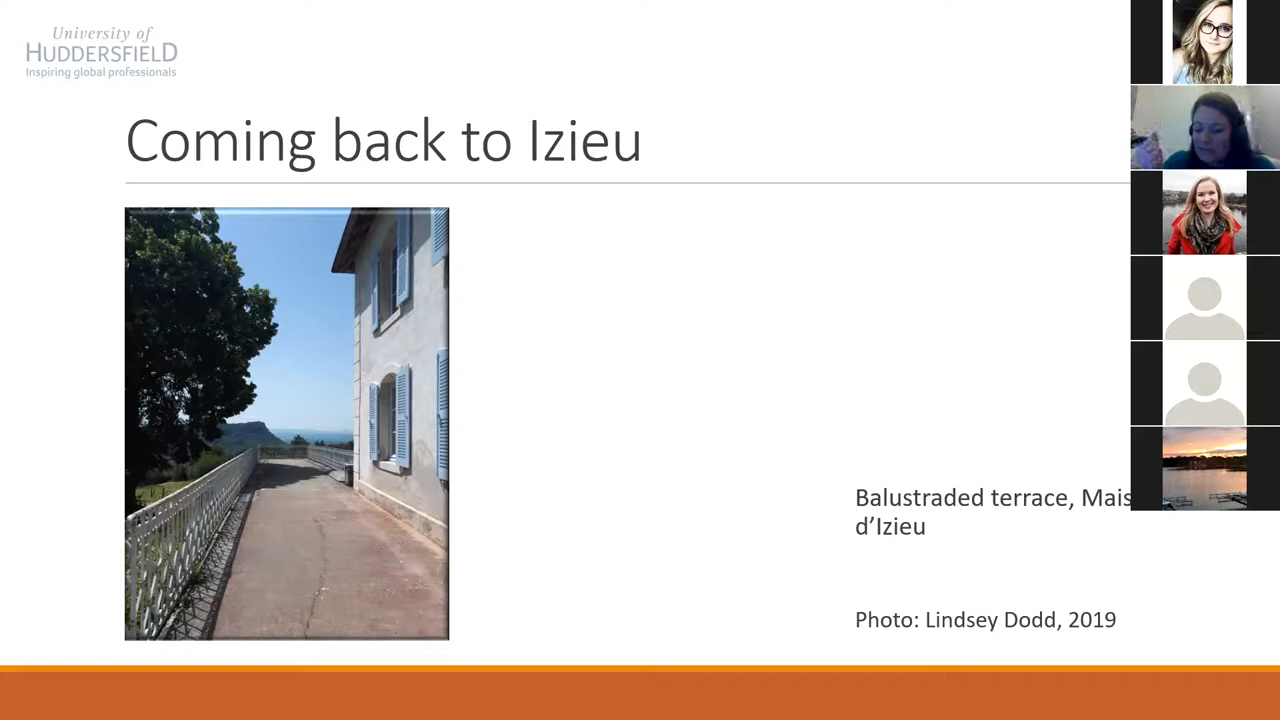 University of
HUDDERSFIELD
Inspiring global professionals
Coming back to Izieu
Balustraded terrace, Mais
d’Izieu
Photo: Lindsey Dodd, 2019